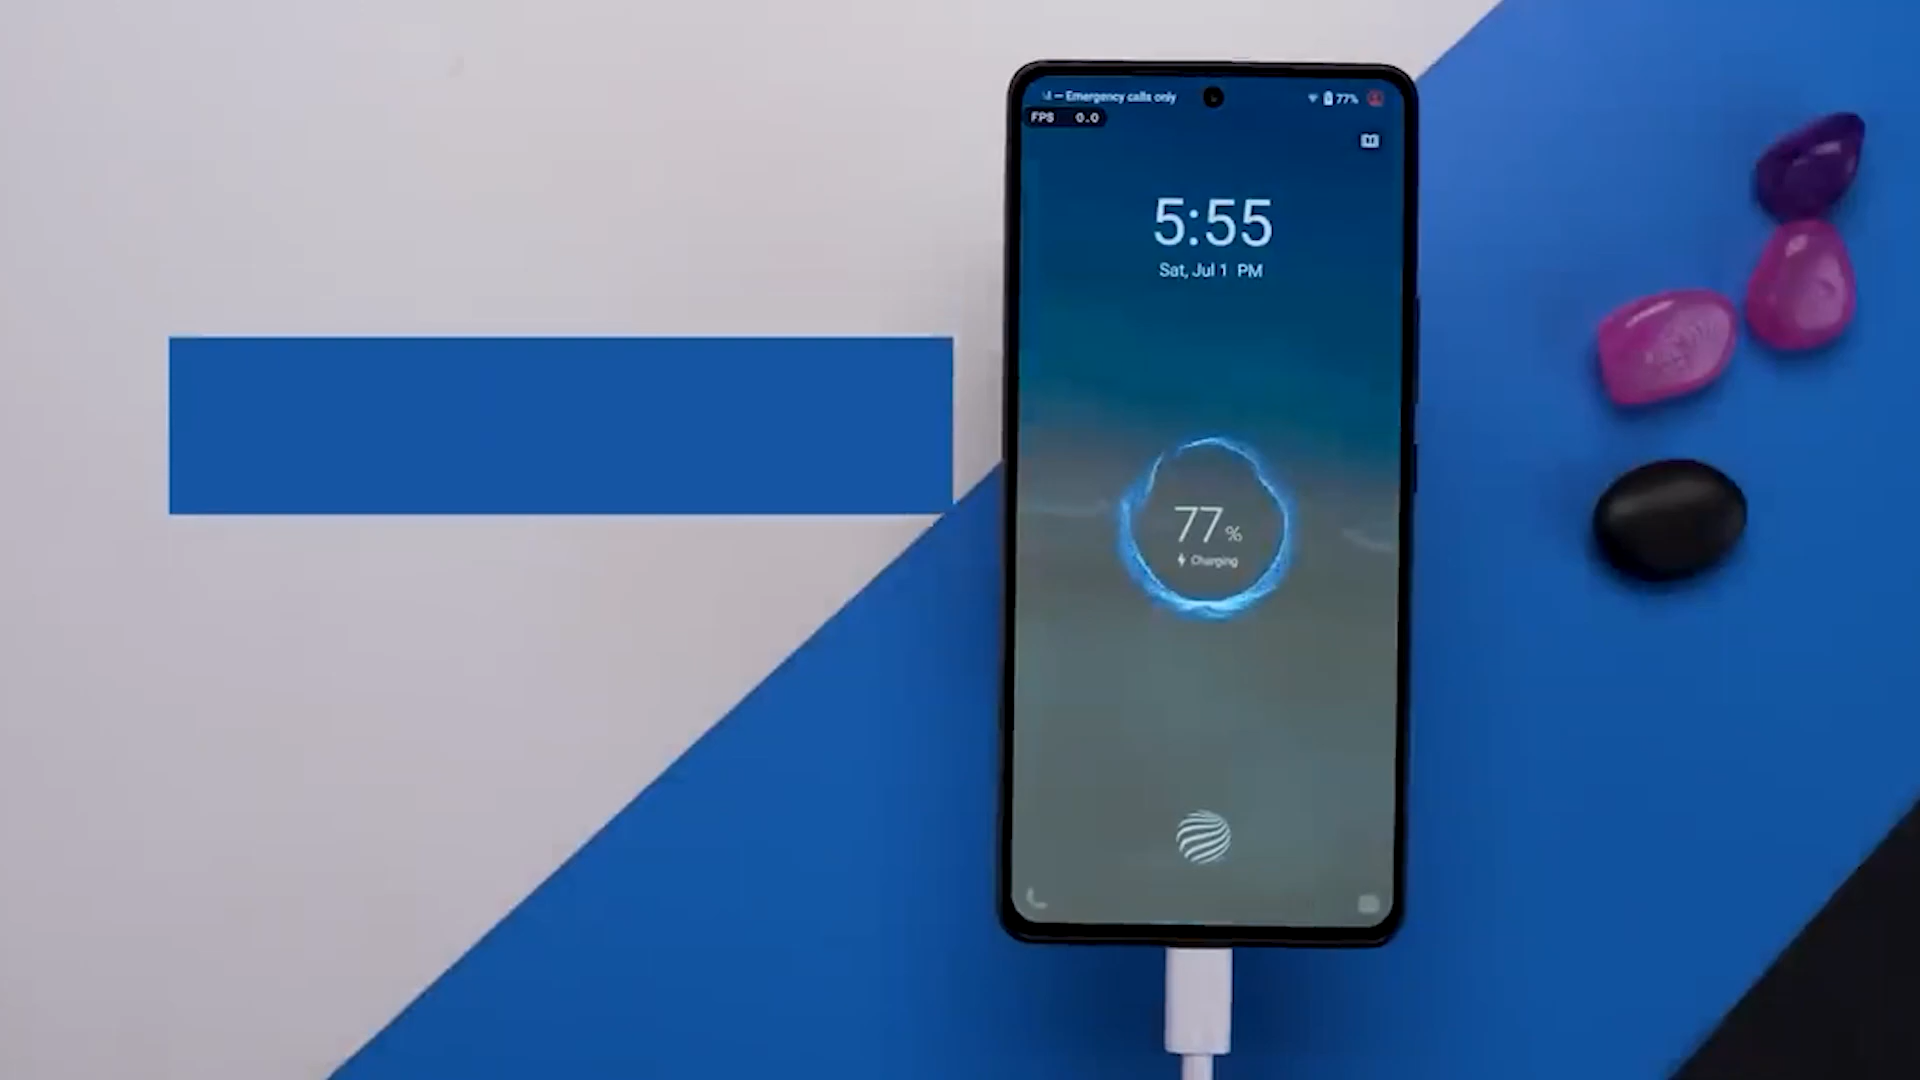 Emergency calls only
77%
FPS 0.0
5:55
Sat, Jul 1 PM
77%
Charging